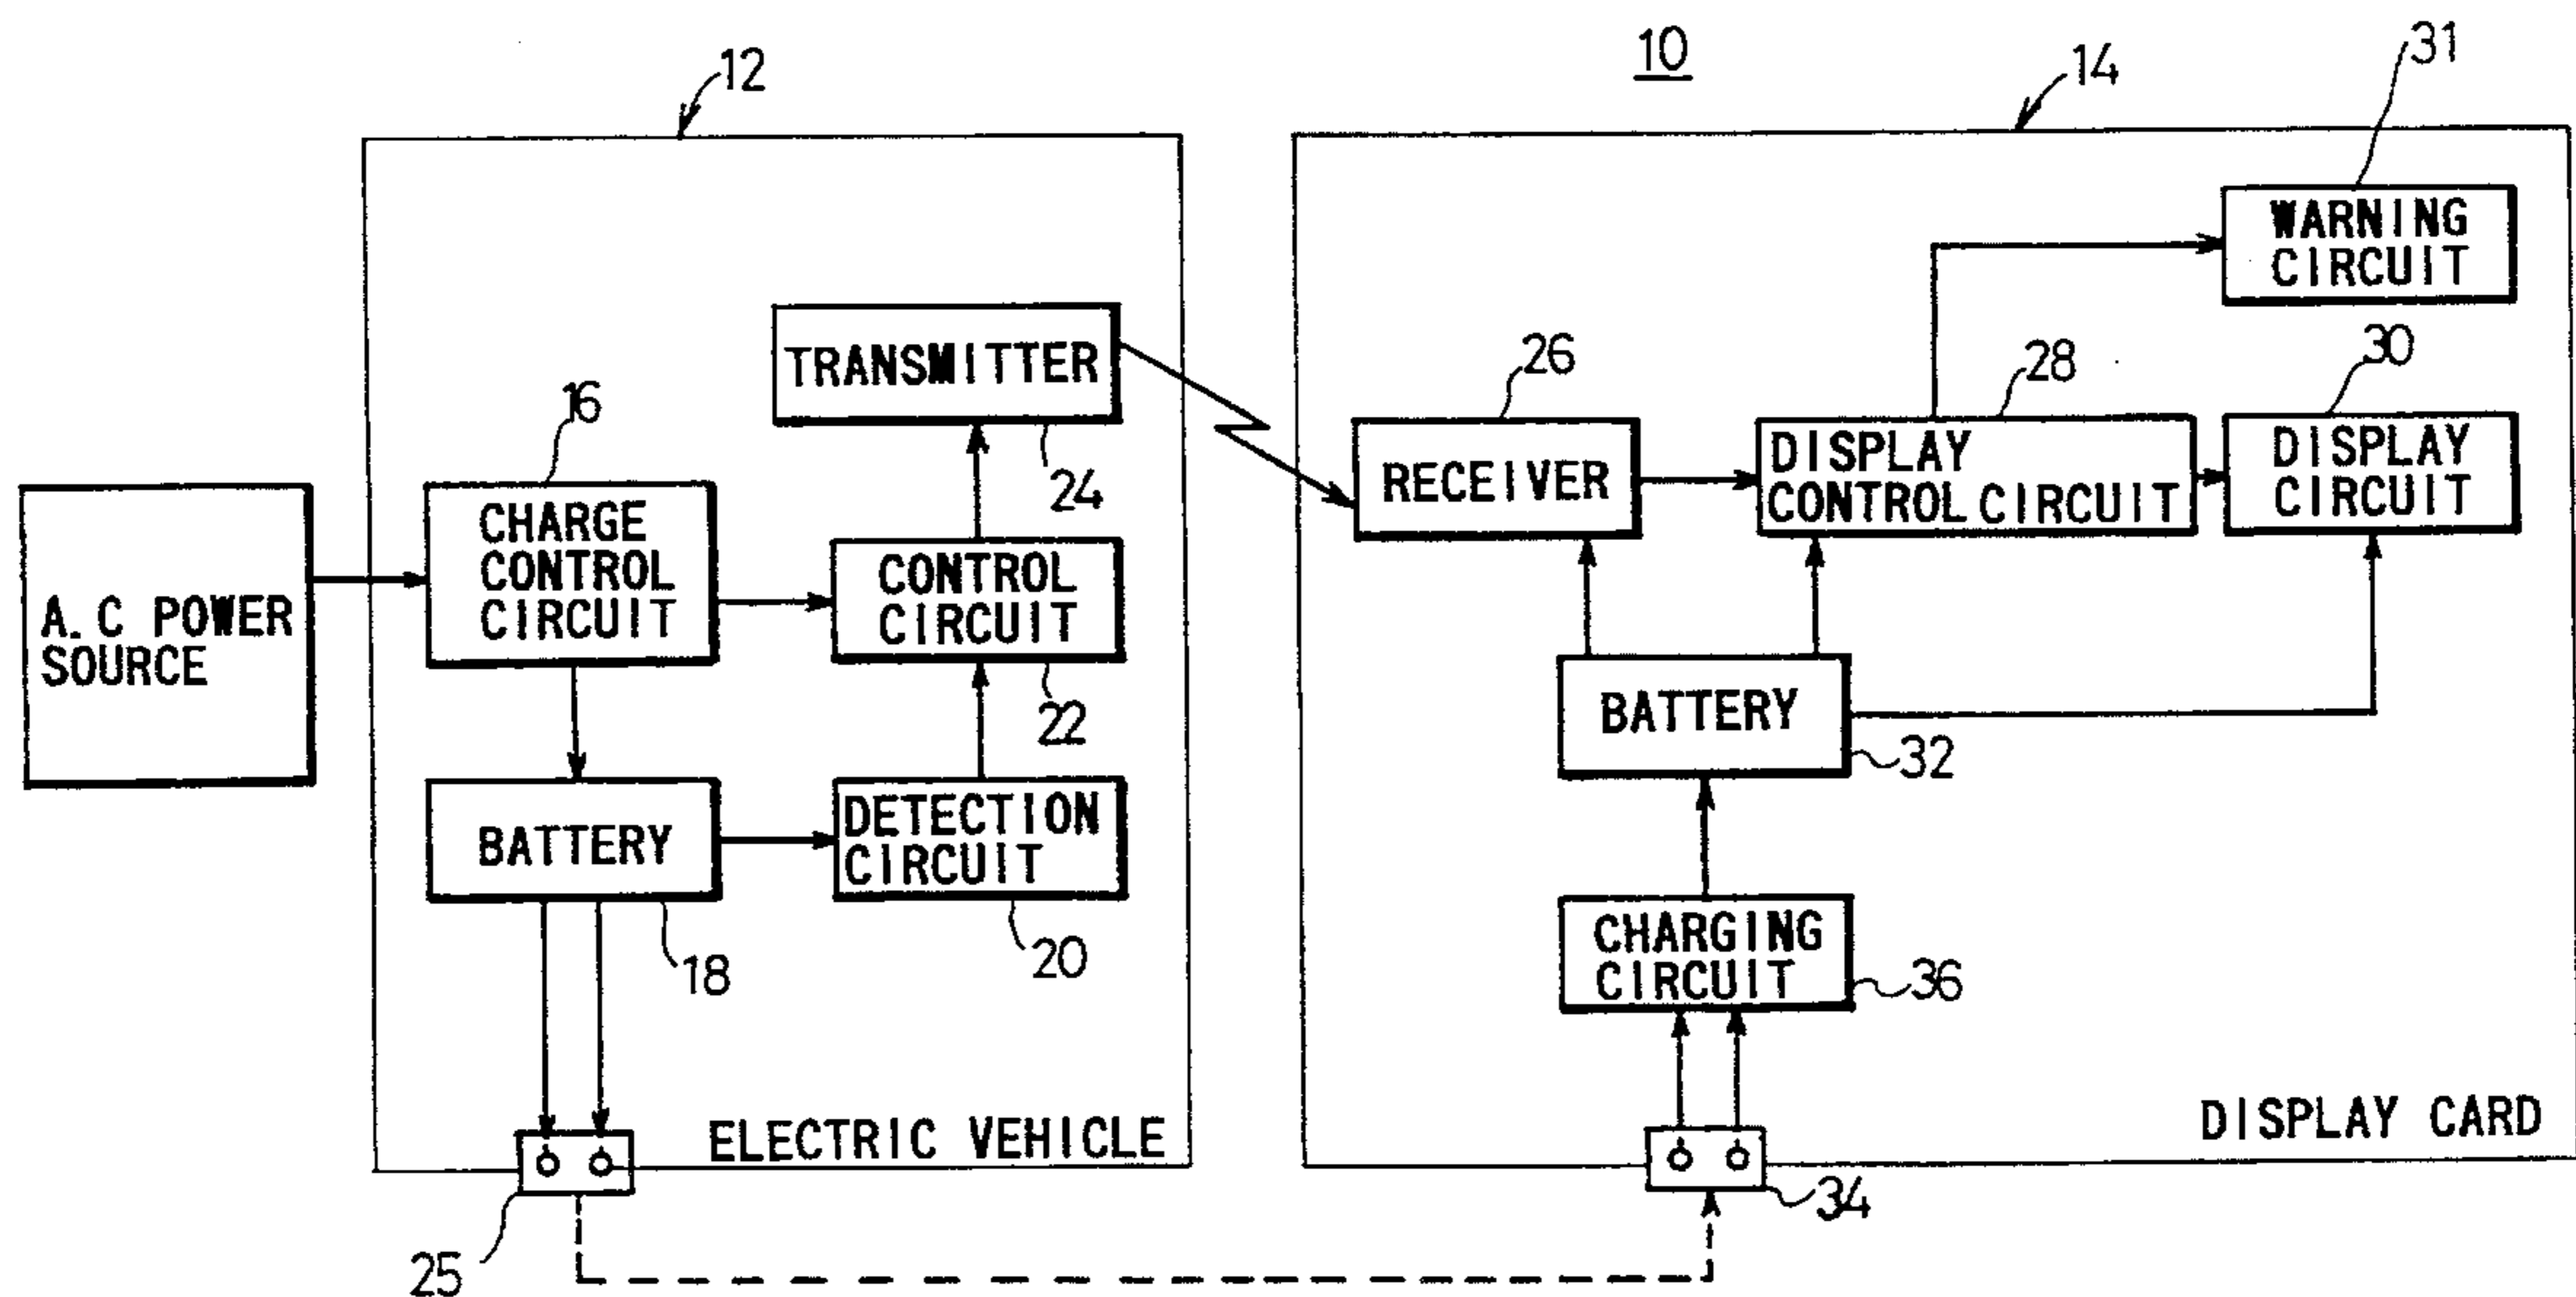 10
12
14
31
WARNING
CIRCUIT
TRANSMITTER
24
16
26
28
30
A.C POWER
SOURCE
CHARGE
CONTROL
CIRCUIT
CONTROL
CIRCUIT
22
RECEIVER
DISPLAY
CONTROL CIRCUIT
DISPLAY
CIRCUIT
BATTERY
18
DETECTION
CIRCUIT
20
BATTERY
32
CHARGING
CIRCUIT
36
ELECTRIC VEHICLE
DISPLAY CARD
25
34